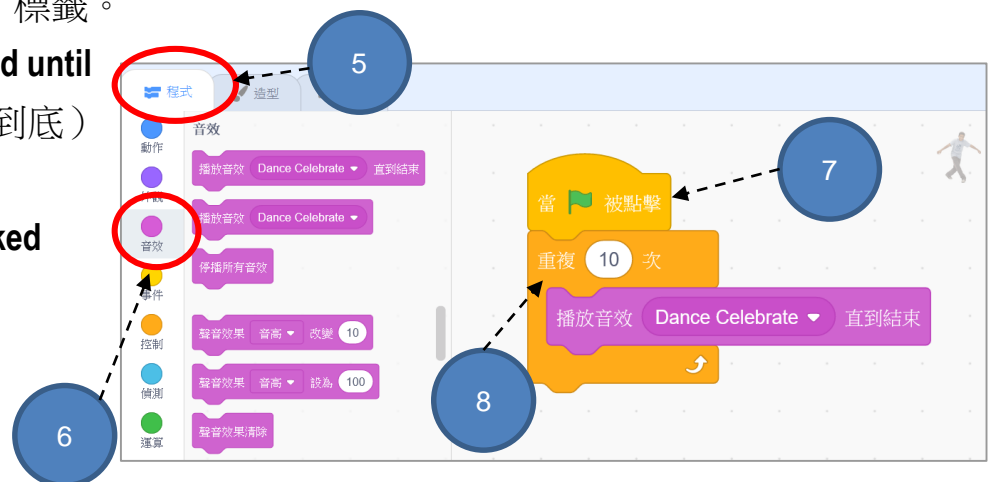 標籤。
d until
到底）
ked
5
程式
造型
動作
音效
播放音效 Dance Celebrate 直到結束
播放音效 Dance Celebrate
音效
停播所有音效
事件
控制
聲音效果 音高 改變 10
偵測
聲音效果 音高 設為 100
運算
聲音效果清除
6
當 被點擊
7
重複 10 次
播放音效 Dance Celebrate 直到結束
8